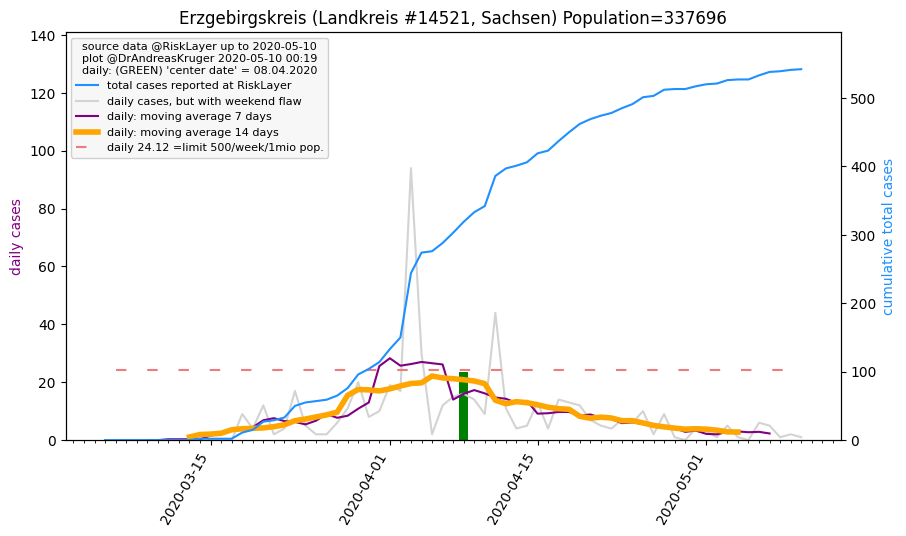 Erzgebirgskreis (Landkreis #14521, Sachsen) Population=337696
source data @RiskLayer up to 2020-05-10
plot @DrAndreasKruger 2020-05-10 00:19
daily: (GREEN) 'center date' = 08.04.2020
total cases reported at RiskLayer
daily cases, but with weekend flaw
daily: moving average 7 days
daily: moving average 14 days
daily 24.12 =limit 500/week/1mio pop.
daily cases
140
120
100
80
60
40
20
0
cumulative total cases
500
400
300
200
100
0
2020-03-15
2020-04-01
2020-04-15
2020-05-01